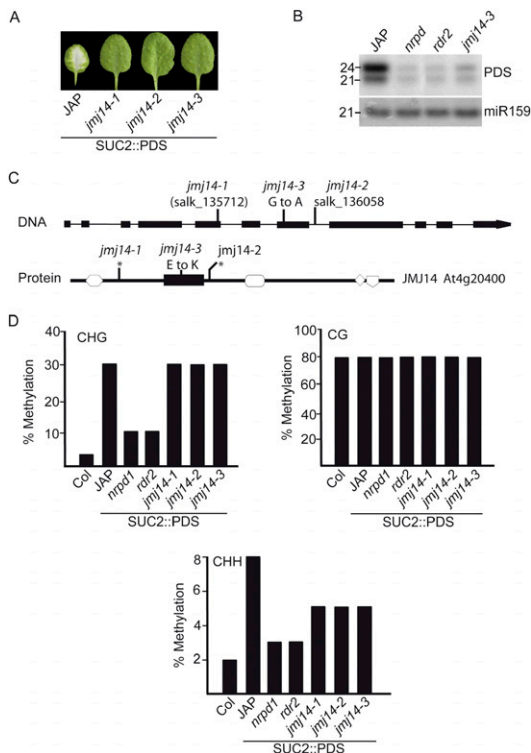 A
JAP
jmj14-1
jmj14-2
jmj14-3
SUC2::PDS
B
JAP
nrpd
rdr2
jmj14-3
24
21
PDS
21
miR159
C
jmj14-1
(salk_135712)
jmj14-3
G to A
jmj14-2
salk_136058
DNA
jmj14-1
*
jmj14-3
E to K
jmj14-2
*
Protein
JMJ14 At4g20400
D
CHG
% Methylation
40
30
20
10
Col
JAP
nrpd1
rdr2
jmj14-1
jmj14-2
jmj14-3
SUC2::PDS
CG
% Methylation
100
80
60
40
20
Col
JAP
nrpd1
rdr2
jmj14-1
jmj14-2
jmj14-3
SUC2::PDS
CHH
% Methylation
8
6
4
2
Col
JAP
nrpd1
rdr2
jmj14-1
jmj14-2
jmj14-3
SUC2::PDS